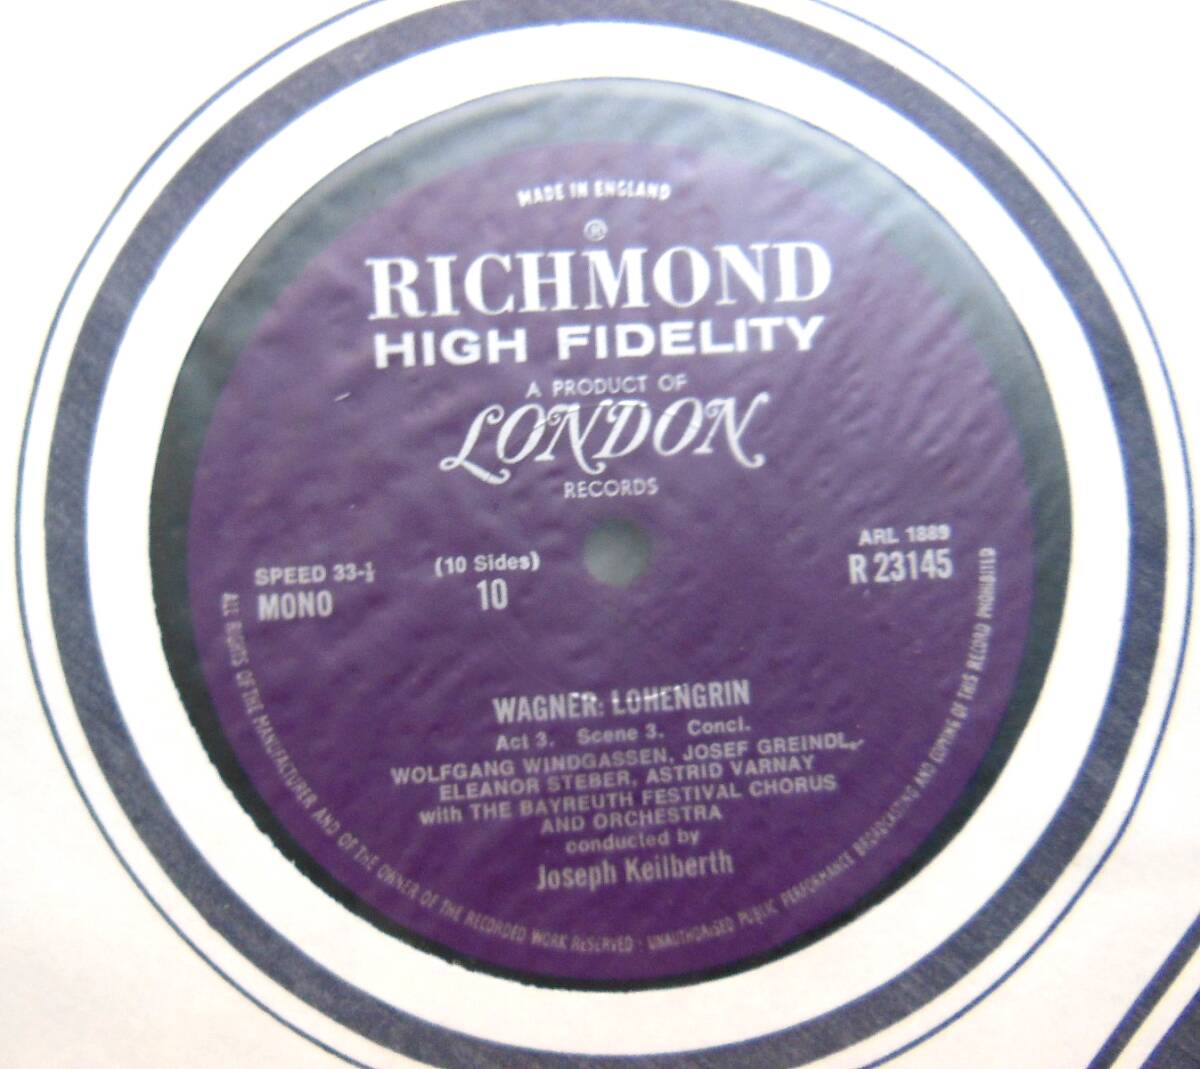 MADE IN ENGLAND
®
RICHMOND
HIGH FIDELITY
A PRODUCT OF
LONDON
RECORDS
SPEED 33-⅓
MONO
(10 Sides)
10
ARL 1889
R 23145
WAGNER: LOHENGRIN
Act 3. Scene 3. Concl.
WOLFGANG WINDGASSEN, JOSEF GREINDL,
ELEANOR STEBER, ASTRID VARNAY
with THE BAYREUTH FESTIVAL CHORUS
AND ORCHESTRA
conducted by
Joseph Keilberth
ALL RIGHTS OF THE MANUFACTURER AND OF THE OWNER OF THE RECORDED WORK RESERVED · UNAUTHORISED PUBLIC PERFORMANCE BROADCASTING AND COPYING OF THIS RECORD PROHIBITED